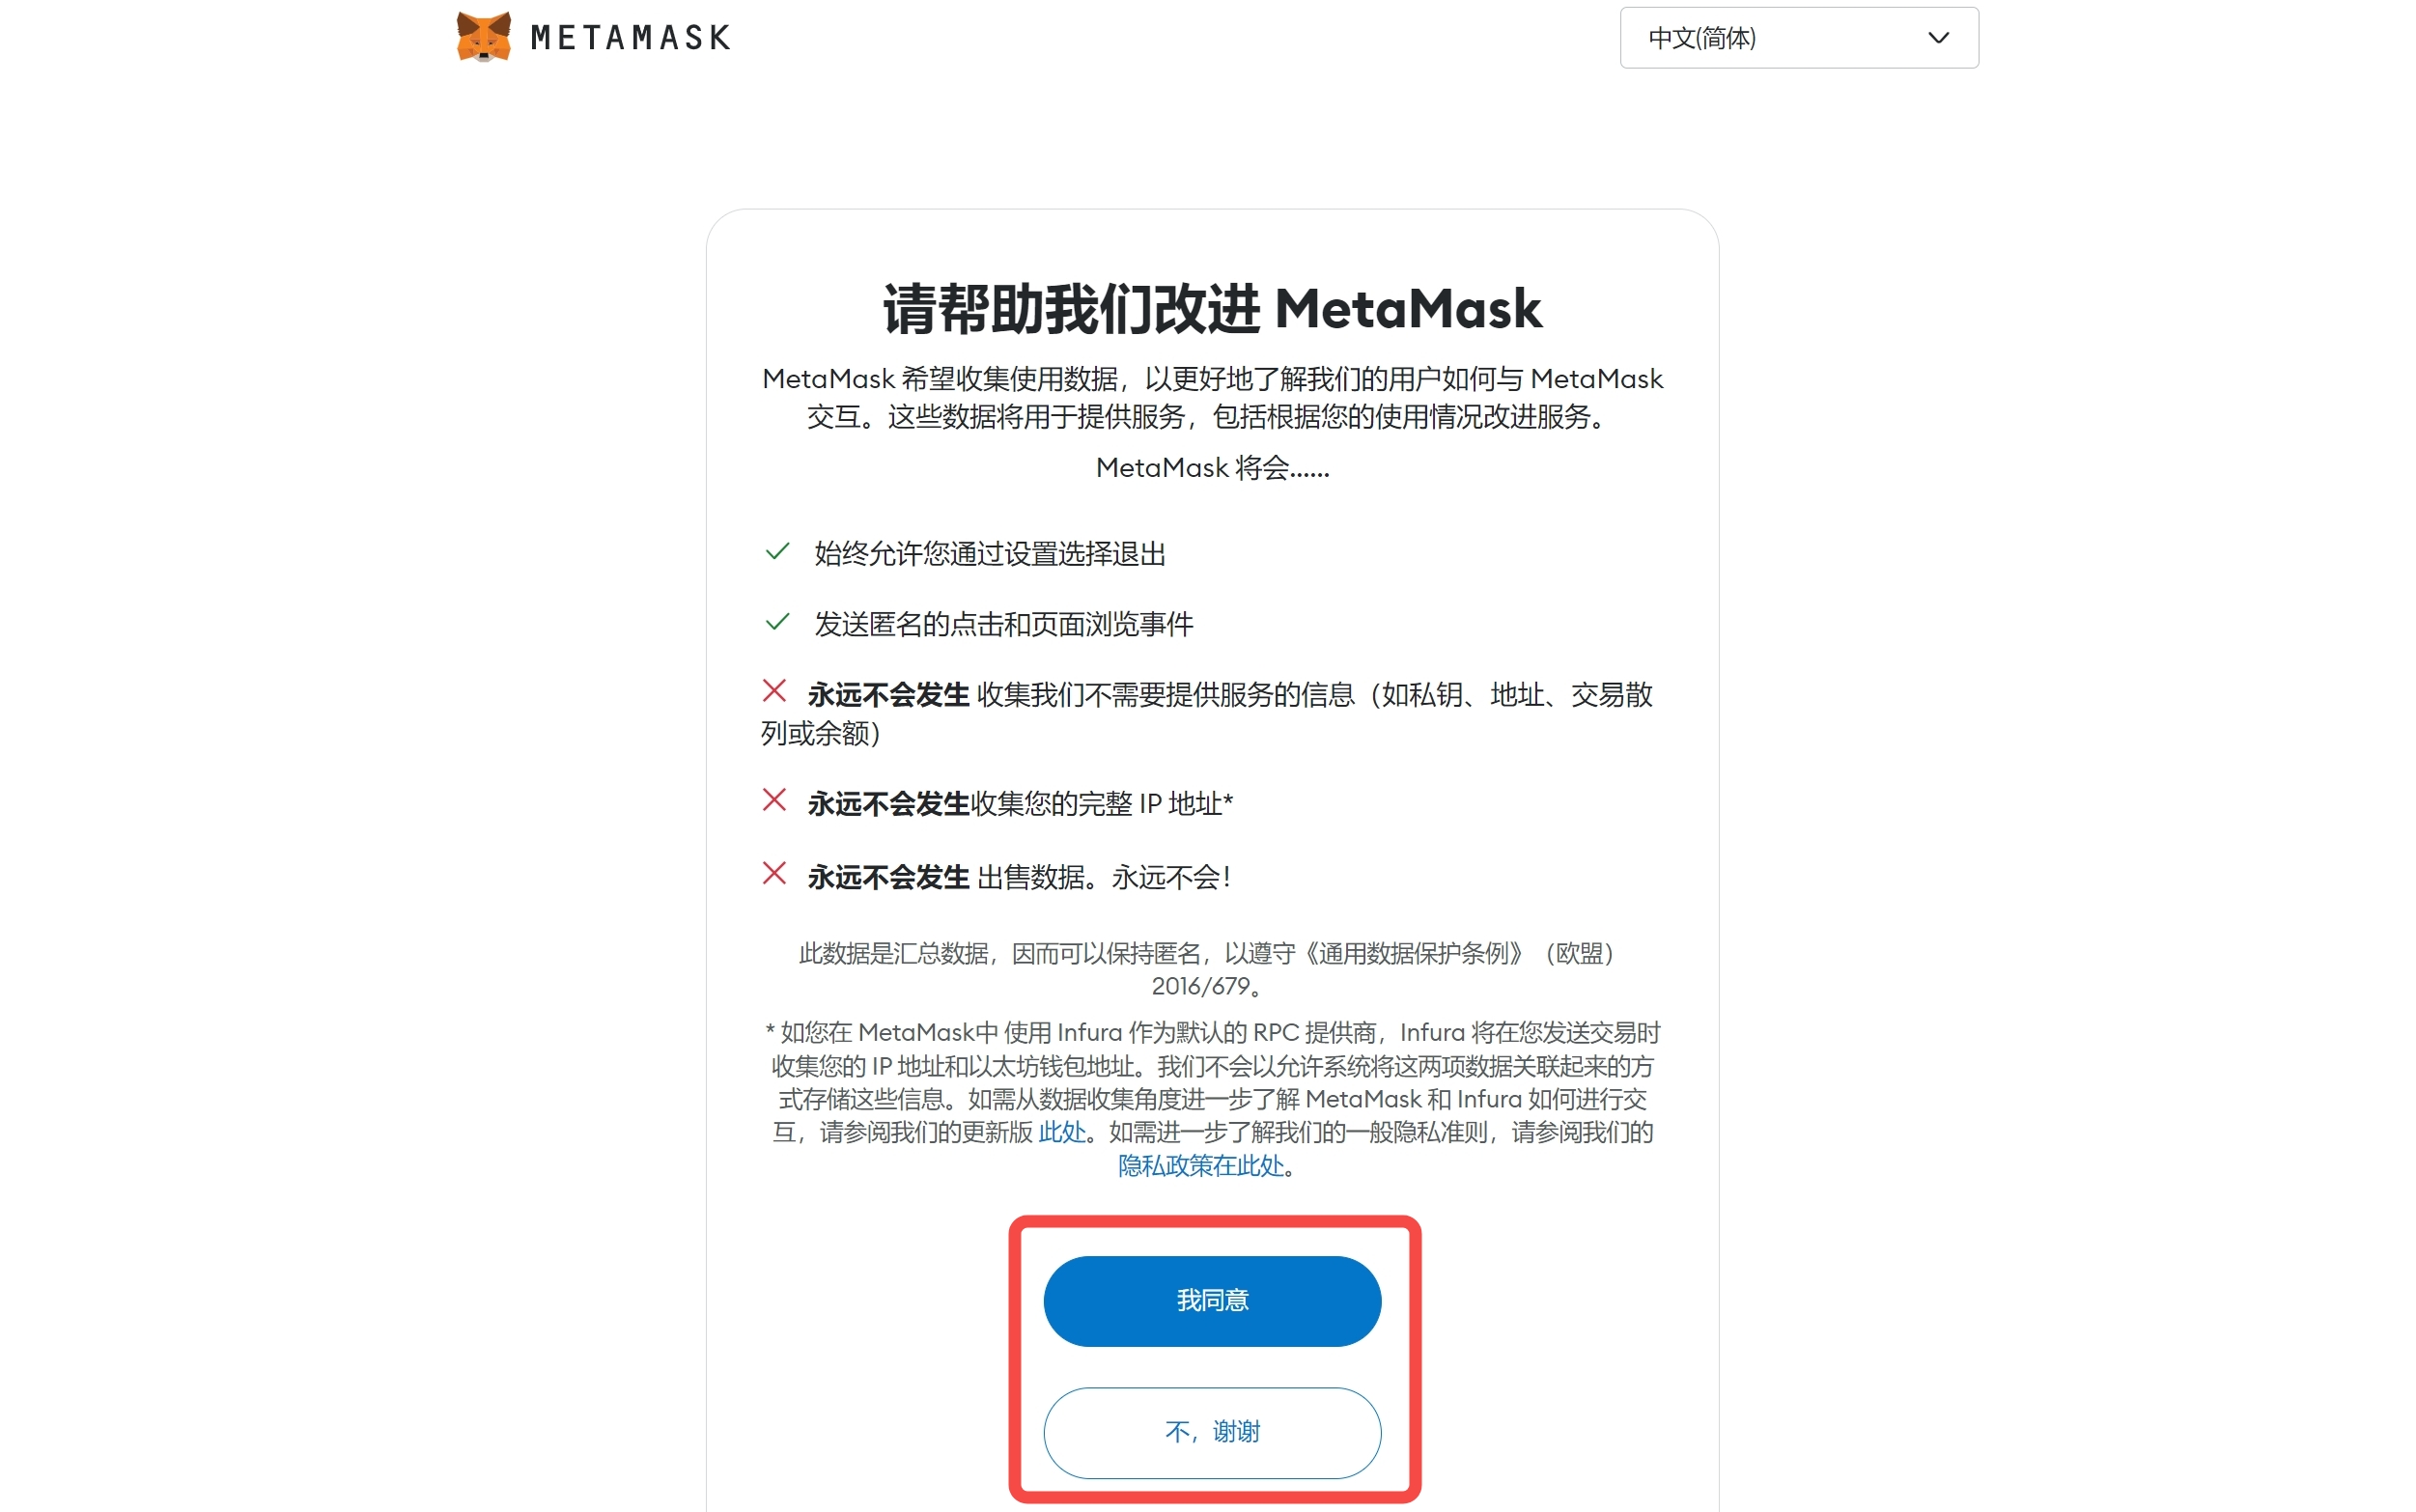 METAMASK
中文(简体)
请帮助我们改进 MetaMask
MetaMask 希望收集使用数据，以更好地了解我们的用户如何与 MetaMask
交互。这些数据将用于提供服务，包括根据您的使用情况改进服务。
MetaMask 将会……
始终允许您通过设置选择退出
发送匿名的点击和页面浏览事件
永远不会发生 收集我们不需要提供服务的信息（如私钥、地址、交易散
列或余额）
永远不会发生收集您的完整 IP 地址*
永远不会发生 出售数据。永远不会！
此数据是汇总数据，因而可以保持匿名，以遵守《通用数据保护条例》（欧盟）
2016/679。
* 如您在 MetaMask中 使用 Infura 作为默认的 RPC 提供商，Infura 将在您发送交易时
收集您的 IP 地址和以太坊钱包地址。我们不会以允许系统将这两项数据关联起来的方
式存储这些信息。如需从数据收集角度进一步了解 MetaMask 和 Infura 如何进行交
互，请参阅我们的更新版 此处。如需进一步了解我们的一般隐私准则，请参阅我们的
隐私政策在此处。
我同意
不，谢谢